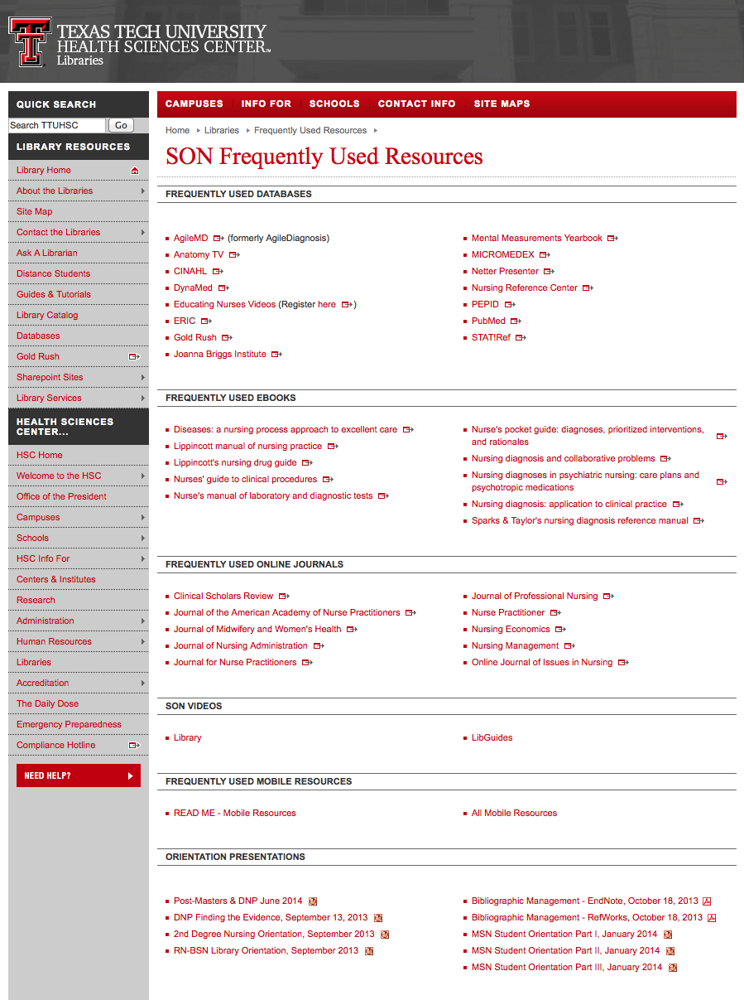 TEXAS TECH UNIVERSITY
HEALTH SCIENCES CENTER™
Libraries
QUICK SEARCH
Search TTUHSC Go
LIBRARY RESOURCES
Library Home
About the Libraries
Site Map
Contact the Libraries
Ask A Librarian
Distance Students
Guides & Tutorials
Library Catalog
Databases
Gold Rush
Sharepoint Sites
Library Services
HEALTH SCIENCES
CENTER...
HSC Home
Welcome to the HSC
Office of the President
Campuses
Schools
HSC Info For
Centers & Institutes
Research
Administration
Human Resources
Libraries
Accreditation
The Daily Dose
Emergency Preparedness
Compliance Hotline
NEED HELP?
CAMPUSES INFO FOR SCHOOLS CONTACT INFO SITE MAPS
Home Libraries Frequently Used Resources
SON Frequently Used Resources
FREQUENTLY USED DATABASES
AgileMD (formerly AgileDiagnosis)
Anatomy TV
CINAHL
DynaMed
Educating Nurses Videos (Register here )
ERIC
Gold Rush
Joanna Briggs Institute
Mental Measurements Yearbook
MICROMEDEX
Netter Presenter
Nursing Reference Center
PEPID
PubMed
STAT!Ref
FREQUENTLY USED EBOOKS
Diseases: a nursing process approach to excellent care
Lippincott manual of nursing practice
Lippincott's nursing drug guide
Nurses' guide to clinical procedures
Nurse's manual of laboratory and diagnostic tests
Nurse's pocket guide: diagnoses, prioritized interventions,
and rationales
Nursing diagnosis and collaborative problems
Nursing diagnoses in psychiatric nursing: care plans and
psychotropic medications
Nursing diagnosis: application to clinical practice
Sparks & Taylor's nursing diagnosis reference manual
FREQUENTLY USED ONLINE JOURNALS
Clinical Scholars Review
Journal of the American Academy of Nurse Practitioners
Journal of Midwifery and Women's Health
Journal of Nursing Administration
Journal for Nurse Practitioners
Journal of Professional Nursing
Nurse Practitioner
Nursing Economics
Nursing Management
Online Journal of Issues in Nursing
SON VIDEOS
Library
LibGuides
FREQUENTLY USED MOBILE RESOURCES
READ ME - Mobile Resources
All Mobile Resources
ORIENTATION PRESENTATIONS
Post-Masters & DNP June 2014
DNP Finding the Evidence, September 13, 2013
2nd Degree Nursing Orientation, September 2013
RN-BSN Library Orientation, September 2013
Bibliographic Management - EndNote, October 18, 2013
Bibliographic Management - RefWorks, October 18, 2013
MSN Student Orientation Part I, January 2014
MSN Student Orientation Part II, January 2014
MSN Student Orientation Part III, January 2014